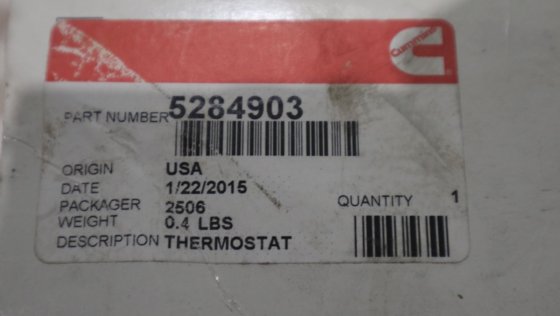 Cummins
PART NUMBER 5284903
ORIGIN USA
DATE 1/22/2015
PACKAGER 2506
WEIGHT 0.4 LBS
QUANTITY 1
DESCRIPTION THERMOSTAT